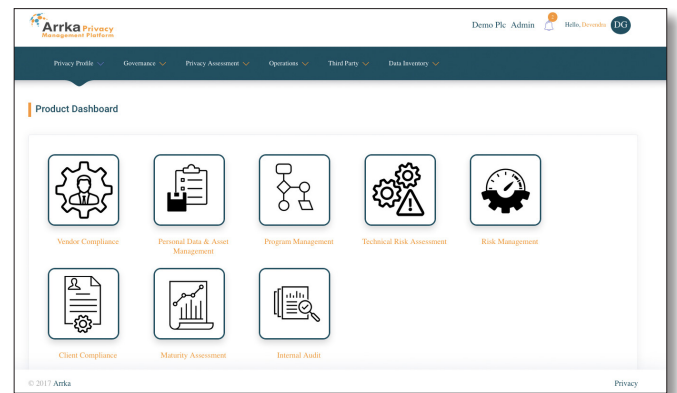 Arrka Privacy
Management Platform
Demo Plc Admin
Hello, Devendra
DG
Privacy Profile
Governance
Privacy Assessment
Operations
Third Party
Data Inventory
Product Dashboard
Vendor Compliance
Personal Data & Asset
Management
Program Management
Technical Risk Assessment
Risk Management
Client Compliance
Maturity Assessment
Internal Audit
© 2017 Arrka
Privacy